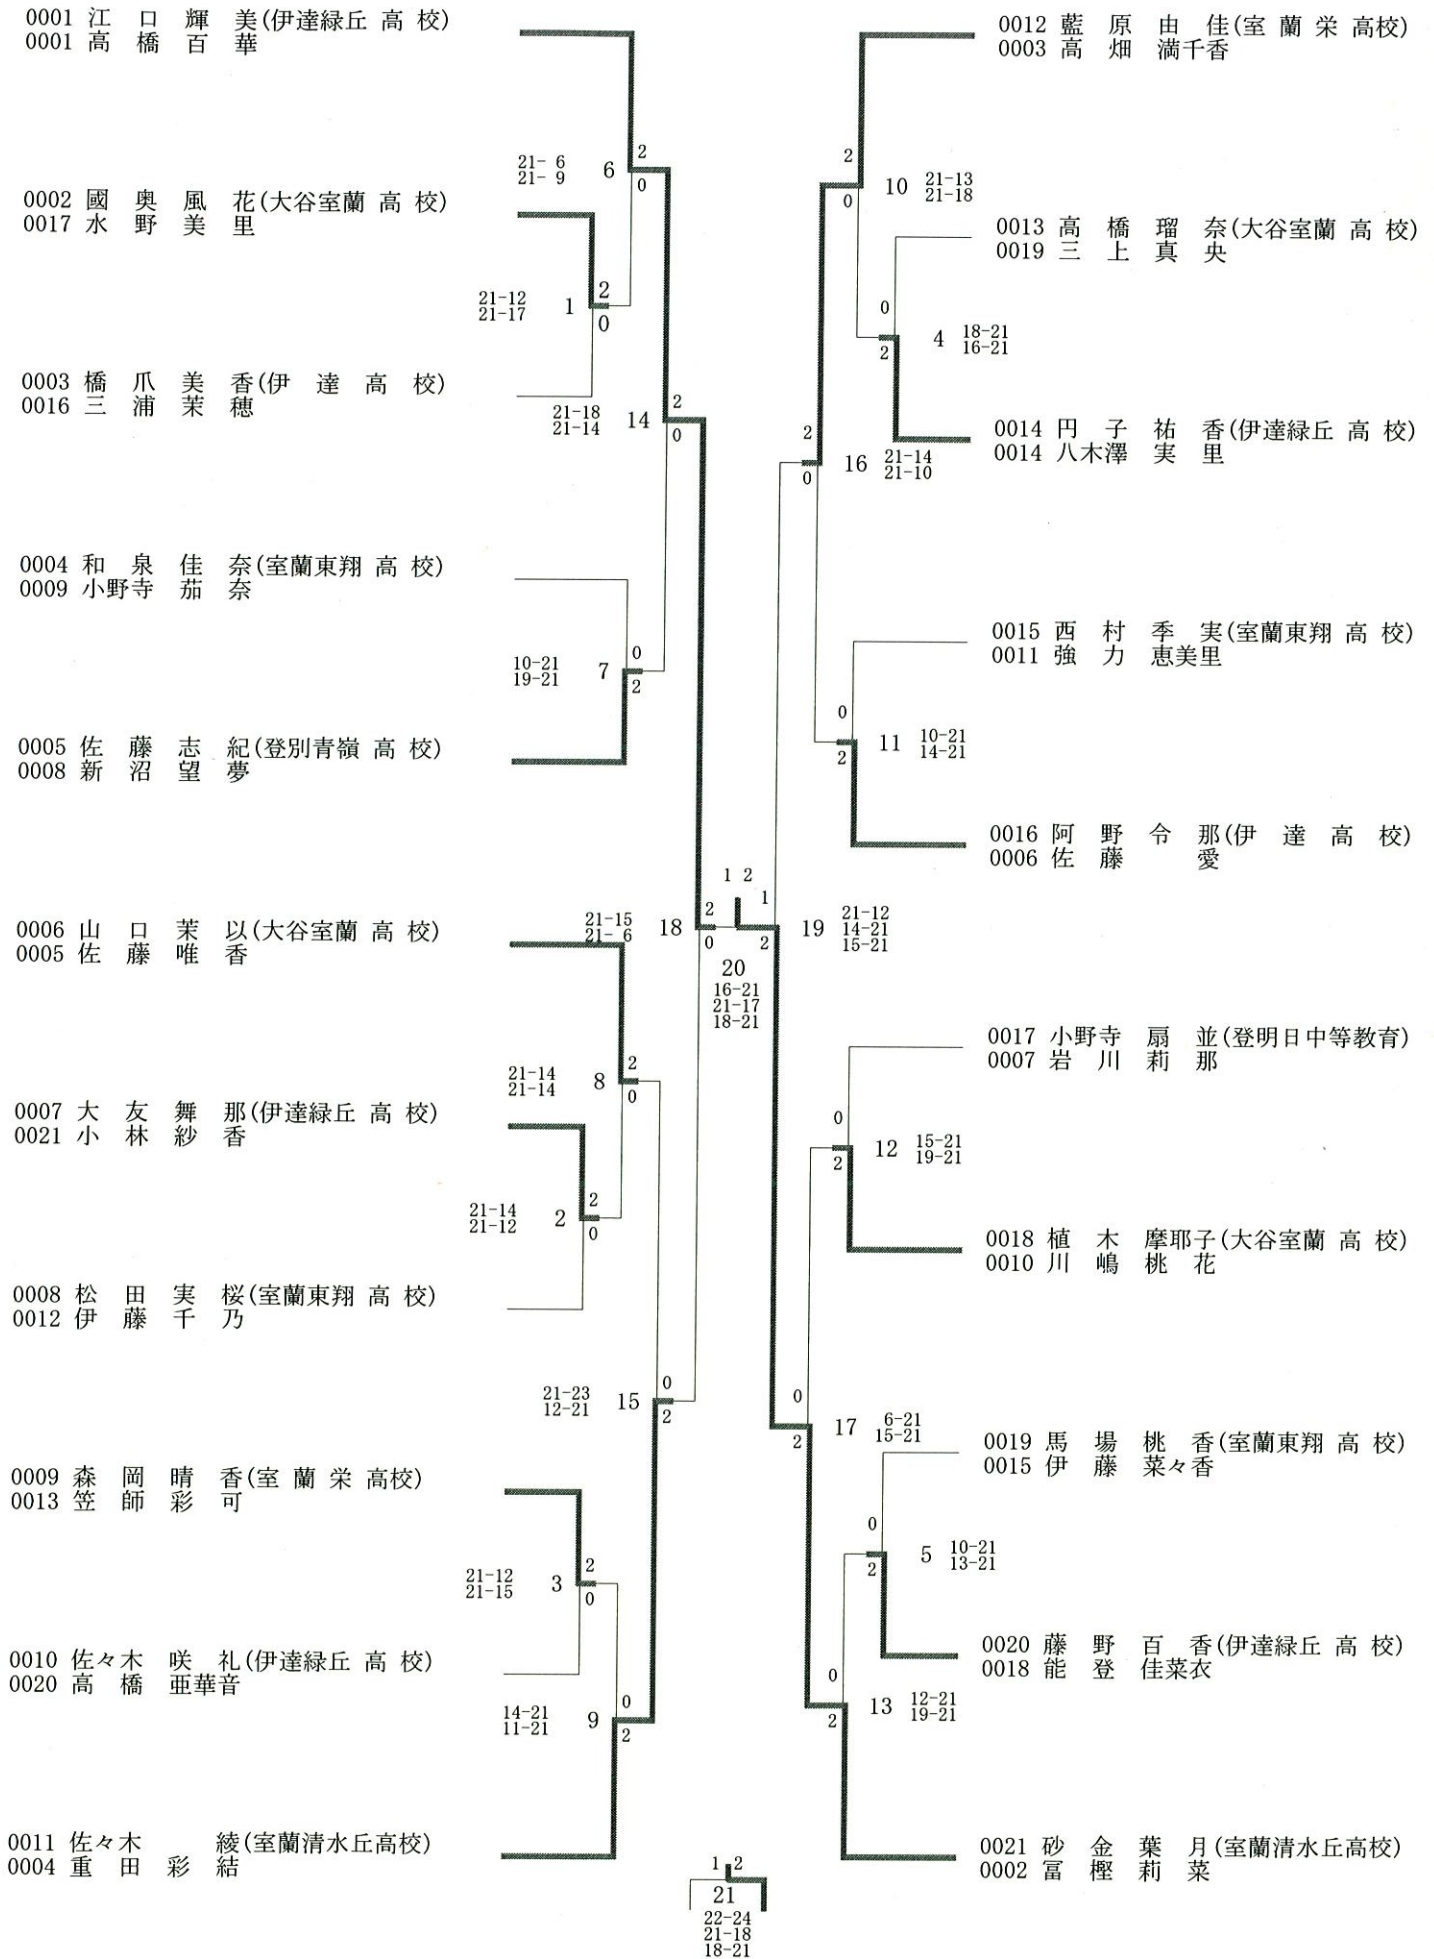 0001 江 口 輝 美(伊達緑丘 高 校)
0001 高 橋 百 華
21- 6
21- 9
6
2
0
0002 國 奥 風 花(大谷室蘭 高 校)
0017 水 野 美 里
21-12
21-17
1
2
0
0003 橋 爪 美 香(伊 達 高 校)
0016 三 浦 茉 穂
21-18
21-14
14
2
0
0004 和 泉 佳 奈(室蘭東翔 高 校)
0009 小野寺 茄 奈
10-21
19-21
7
0
2
0005 佐 藤 志 紀(登別青嶺 高 校)
0008 新 沼 望 夢
0006 山 口 茉 以(大谷室蘭 高 校)
0005 佐 藤 唯 香
21-15
21- 6
18
2
0
21-14
21-14
8
2
0
0007 大 友 舞 那(伊達緑丘 高 校)
0021 小 林 紗 香
21-14
21-12
2
2
0
0008 松 田 実 桜(室蘭東翔 高 校)
0012 伊 藤 千 乃
21-23
12-21
15
0
2
0009 森 岡 晴 香(室 蘭 栄 高校)
0013 笠 師 彩 可
21-12
21-15
3
2
0
0010 佐々木 咲 礼(伊達緑丘 高 校)
0020 高 橋 亜華音
14-21
11-21
9
0
2
0011 佐々木 綾(室蘭清水丘高校)
0004 重 田 彩 結
1 2
20
16-21
21-17
18-21
1 2
21
22-24
21-18
18-21
0012 藍 原 由 佳(室 蘭 栄 高校)
0003 高 畑 満千香
2
0
10
21-13
21-18
0013 高 橋 瑠 奈(大谷室蘭 高 校)
0019 三 上 真 央
0
2
4
18-21
16-21
0014 円 子 祐 香(伊達緑丘 高 校)
0014 八木澤 実 里
2
0
16
21-14
21-10
0015 西 村 季 実(室蘭東翔 高 校)
0011 強 力 恵美里
0
2
11
10-21
14-21
0016 阿 野 令 那(伊 達 高 校)
0006 佐 藤 愛
1
2
19
21-12
14-21
15-21
0017 小野寺 扇 並(登明日中等教育)
0007 岩 川 莉 那
0
2
12
15-21
19-21
0018 植 木 摩耶子(大谷室蘭 高 校)
0010 川 嶋 桃 花
0
2
17
6-21
15-21
0019 馬 場 桃 香(室蘭東翔 高 校)
0015 伊 藤 菜々香
0
2
5
10-21
13-21
0020 藤 野 百 香(伊達緑丘 高 校)
0018 能 登 佳菜衣
0
2
13
12-21
19-21
0021 砂 金 葉 月(室蘭清水丘高校)
0002 冨 樫 莉 菜